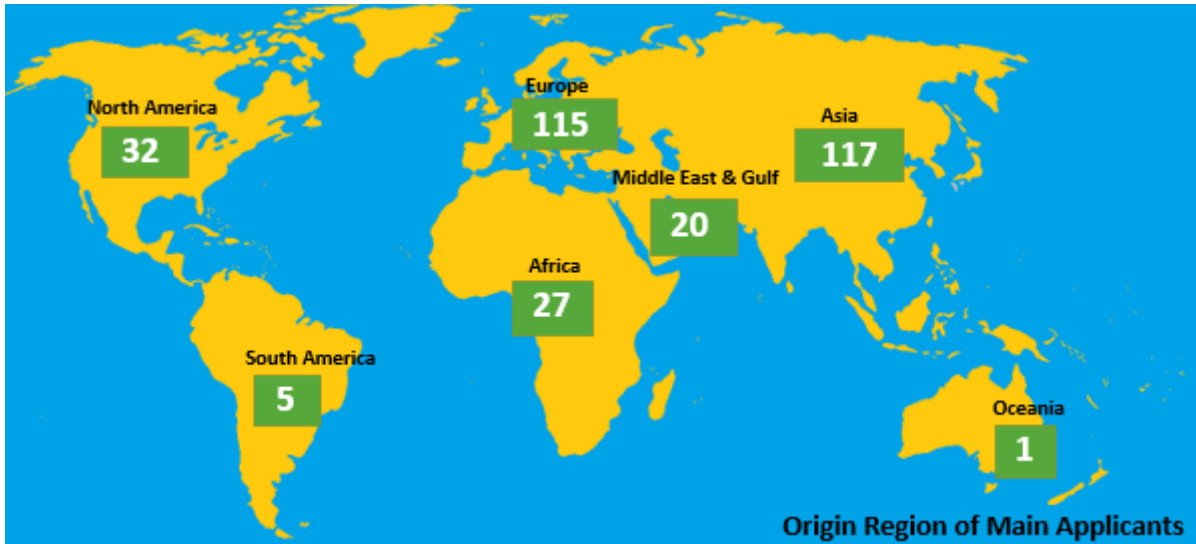 Europe
115
North America
32
Asia
117
Middle East & Gulf
20
Africa
27
South America
5
Oceania
1
Origin Region of Main Applicants